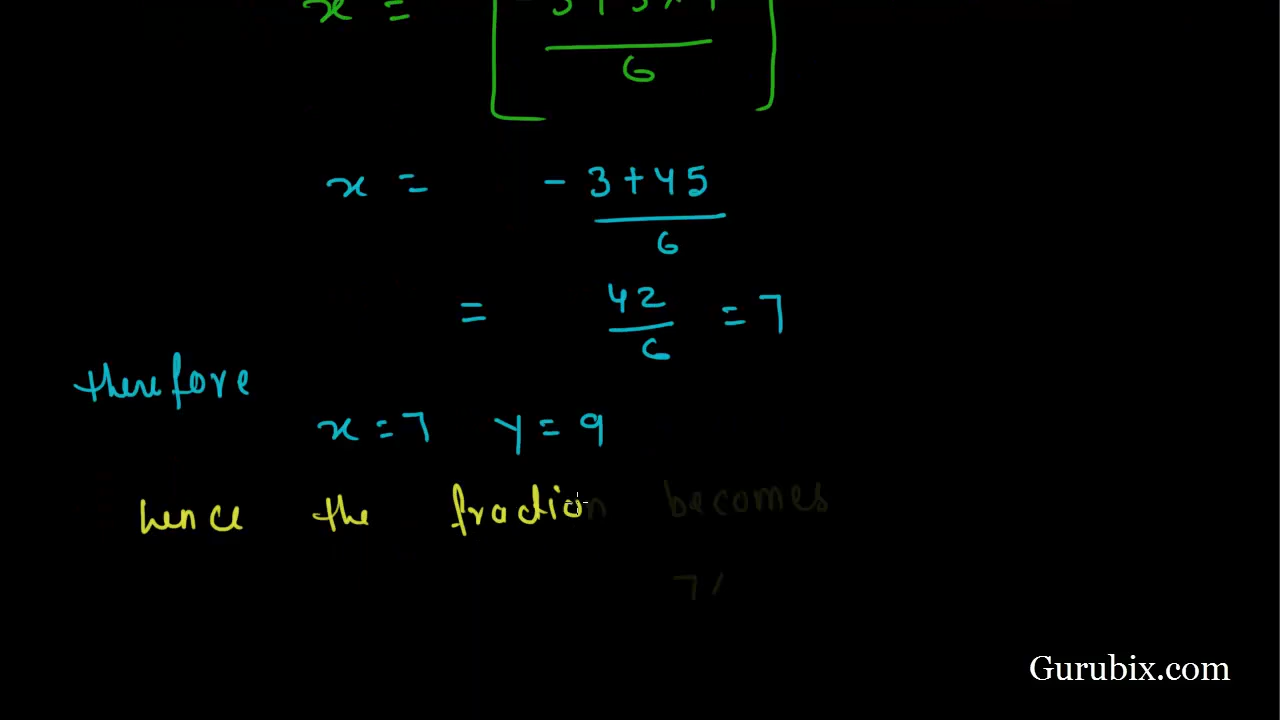 x =
6
x = - 3 + 45
6
= 42 = 7
6
therefore
x = 7 y = 9
hence the fraction becomes
Gurubix.com